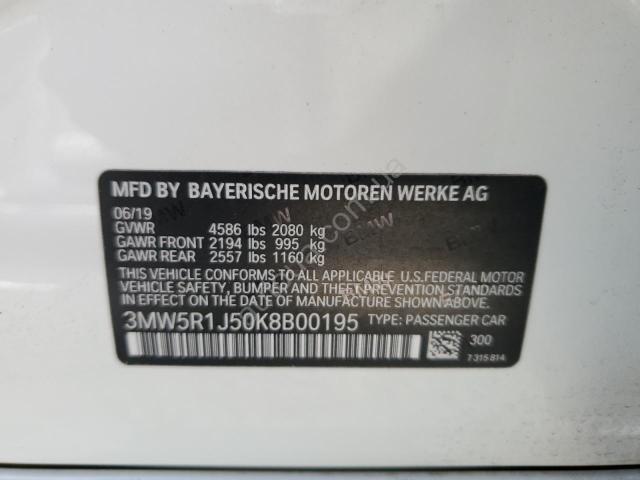 MFD BY BAYERISCHE MOTOREN WERKE AG
06/19
GVWR 4586 lbs 2080 kg
GAWR FRONT 2194 lbs 995 kg
GAWR REAR 2557 lbs 1160 kg
THIS VEHICLE CONFORMS TO ALL APPLICABLE U.S.FEDERAL MOTOR
VEHICLE SAFETY, BUMPER AND THEFT PREVENTION STANDARDS
IN EFFECT ON THE DATE OF MANUFACTURE SHOWN ABOVE.
3MW5R1J50K8B00195 TYPE: PASSENGER CAR
300
7 315 814